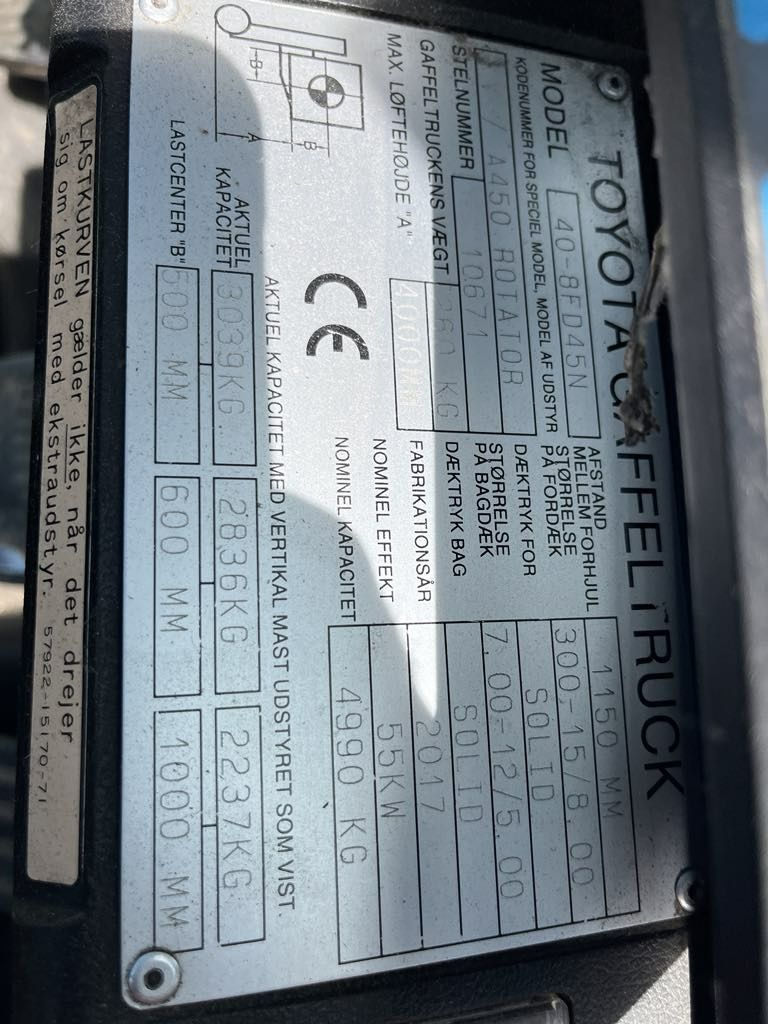 TOYOTA GAFFELTRUCK
MODEL 40-8FD45N
KODENUMMER FOR SPECIEL MODEL, MODEL AF UDSTYR
A450 ROTATOR
STELNUMMER 10671
GAFFELTRUCKENS VÆGT KG
MAX. LØFTEHØJDE "A" 4000MM
AFSTAND MELLEM FORHJUL 1150 MM
STØRRELSE PÅ FORDÆK 300-15/8.00
DÆKTRYK FOR SOLID
STØRRELSE PÅ BAGDÆK 7.00-12/5.00
DÆKTRYK BAG SOLID
FABRIKATIONSÅR 2017
NOMINEL EFFEKT 55KW
NOMINEL KAPACITET 4990 KG
B
A
B
CE
AKTUEL KAPACITET MED VERTIKAL MAST UDSTYRET SOM VIST.
AKTUEL KAPACITET 3039KG 2836KG 2237KG
LASTCENTER "B" 500 MM 600 MM 1000 MM
LASTKURVEN gælder ikke, når det drejer
sig om kørsel med ekstraudstyr. 57922-15170-71